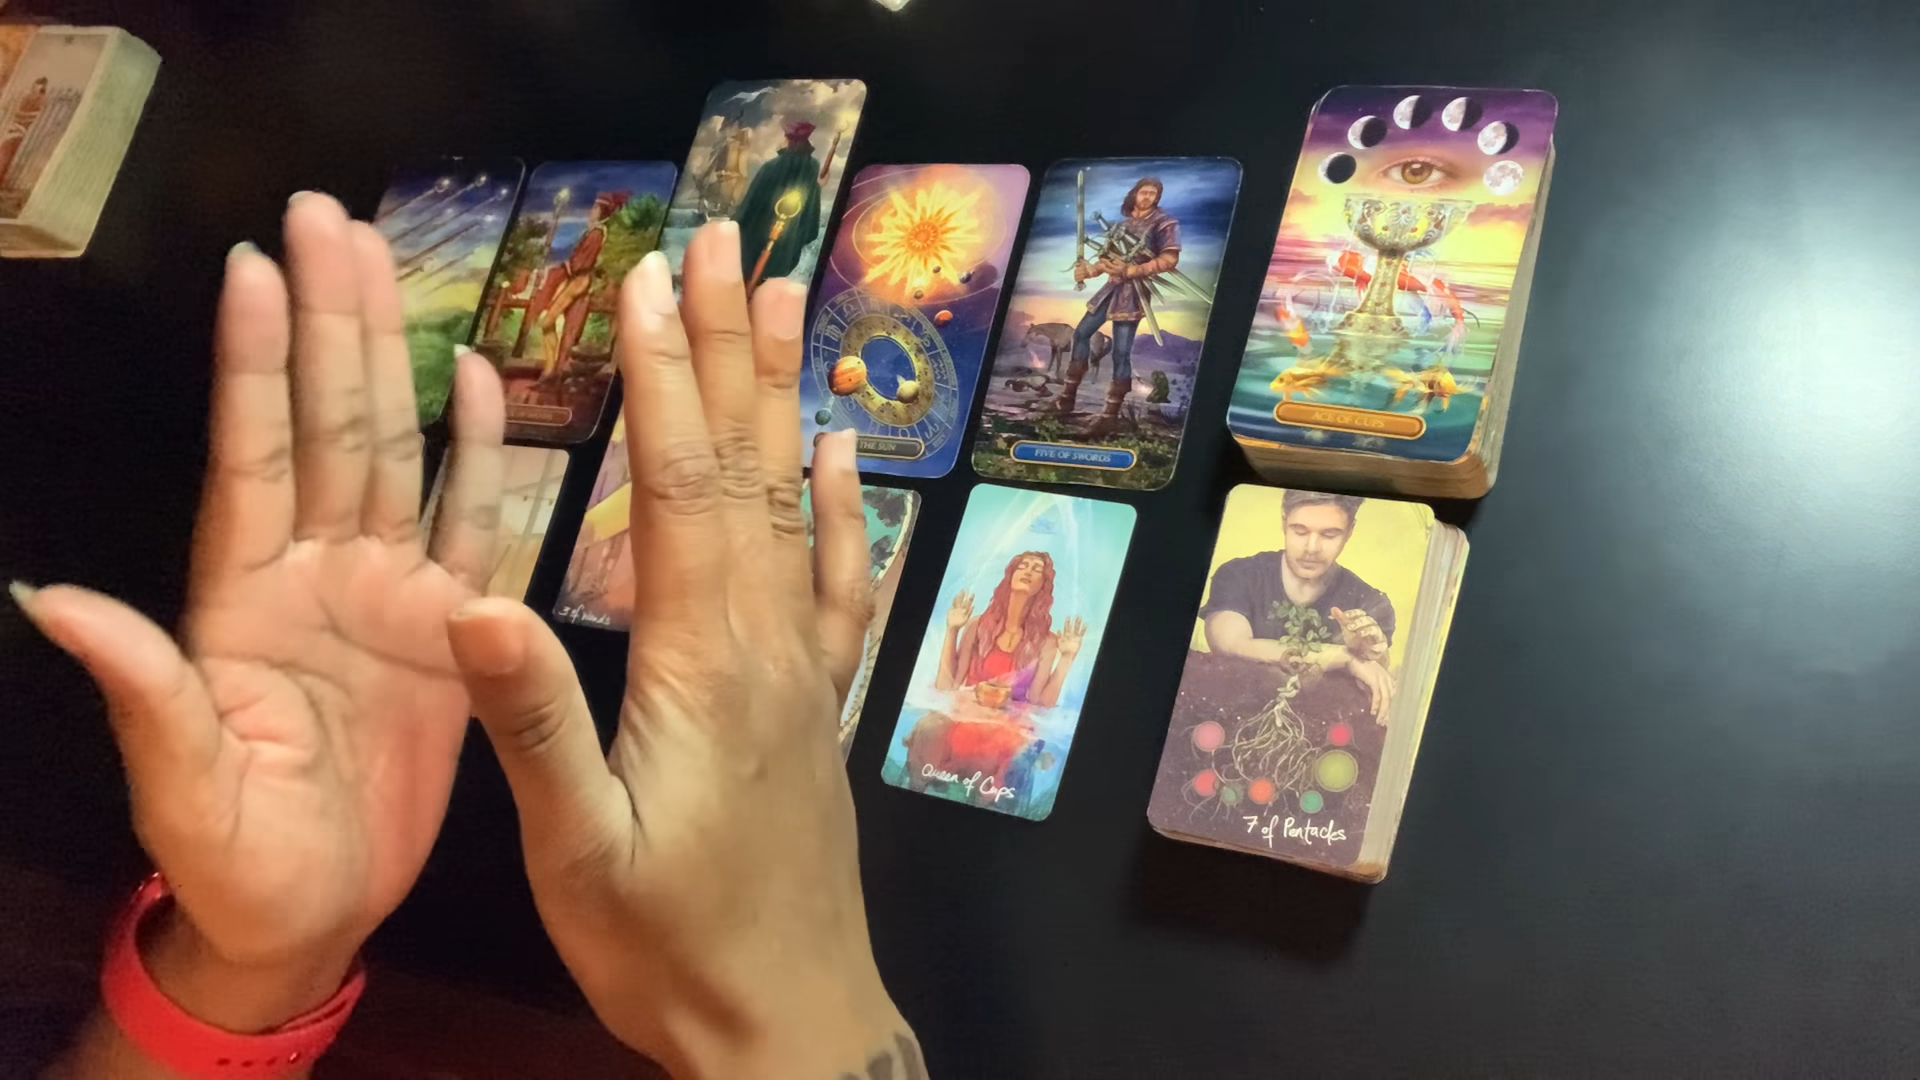 THE SUN
FIVE OF SWORDS
ACE OF CUPS
3 of Wands
Queen of Cups
7 of Pentacles